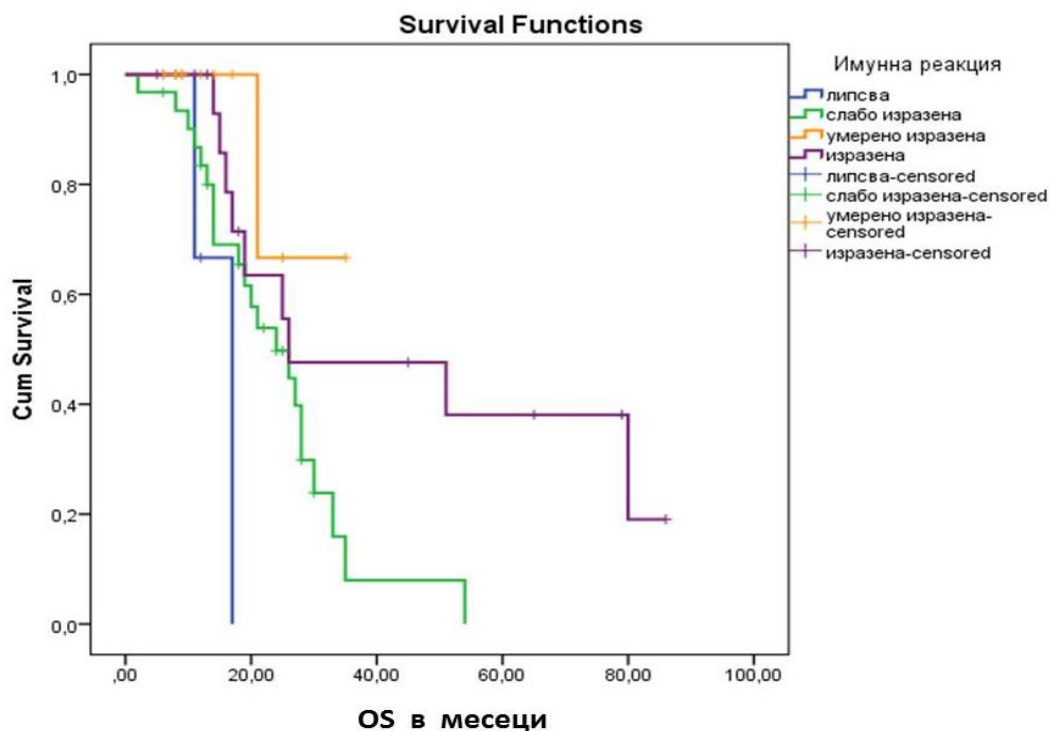 Survival Functions
Имунна реакция
липсва
слабо изразена
умерено изразена
изразена
липсва-censored
слабо изразена-censored
умерено изразена-
censored
изразена-censored
Cum Survival
1,0
0,8
0,6
0,4
0,2
0,0
,00 20,00 40,00 60,00 80,00 100,00
OS в месеци